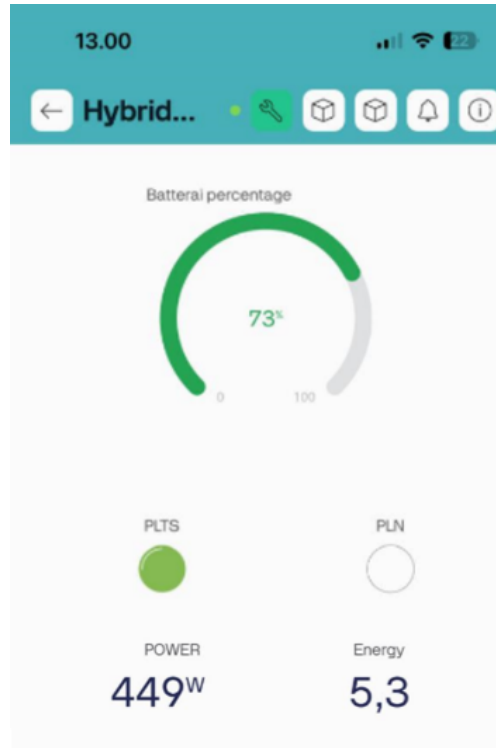 13.00
22
Hybrid...
Batterai percentage
73%
0 100
PLTS PLN
POWER Energy
449W 5,3